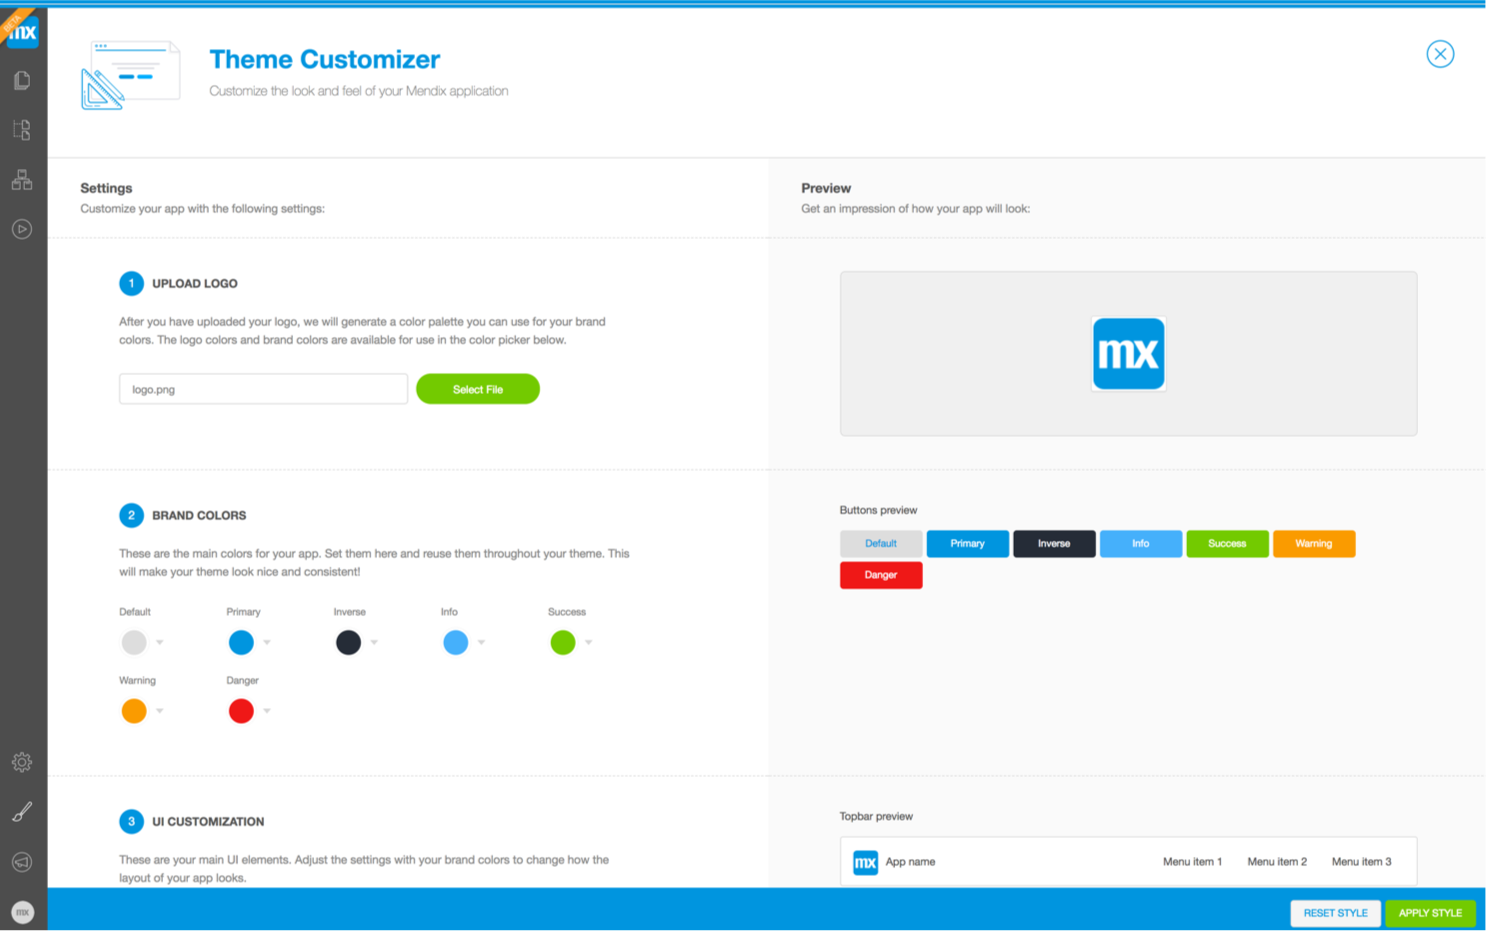 BETA
mx
Theme Customizer
Customize the look and feel of your Mendix application
Settings
Customize your app with the following settings:
1 UPLOAD LOGO
After you have uploaded your logo, we will generate a color palette you can use for your brand
colors. The logo colors and brand colors are available for use in the color picker below.
logo.png Select File
2 BRAND COLORS
These are the main colors for your app. Set them here and reuse them throughout your theme. This
will make your theme look nice and consistent!
Default Primary Inverse Info Success
Warning Danger
3 UI CUSTOMIZATION
These are your main UI elements. Adjust the settings with your brand colors to change how the
layout of your app looks.
Preview
Get an impression of how your app will look:
mx
Buttons preview
Default Primary Inverse Info Success Warning
Danger
Topbar preview
mx App name Menu item 1 Menu item 2 Menu item 3
mx
RESET STYLE APPLY STYLE